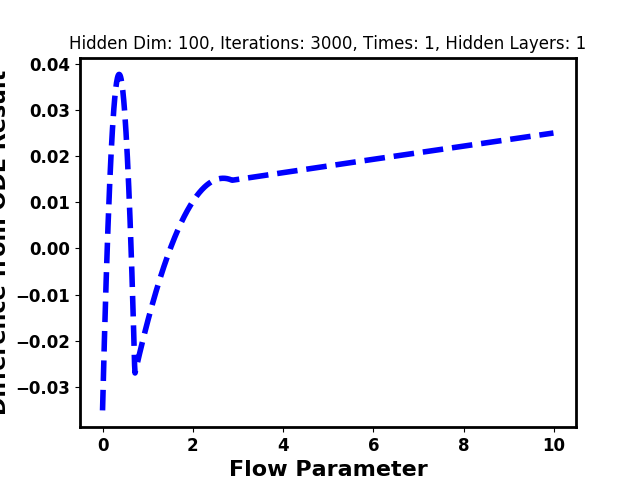 Hidden Dim: 100, Iterations: 3000, Times: 1, Hidden Layers: 1
Difference from ODE Result
0.04
0.03
0.02
0.01
0.00
−0.01
−0.02
−0.03
0 2 4 6 8 10
Flow Parameter